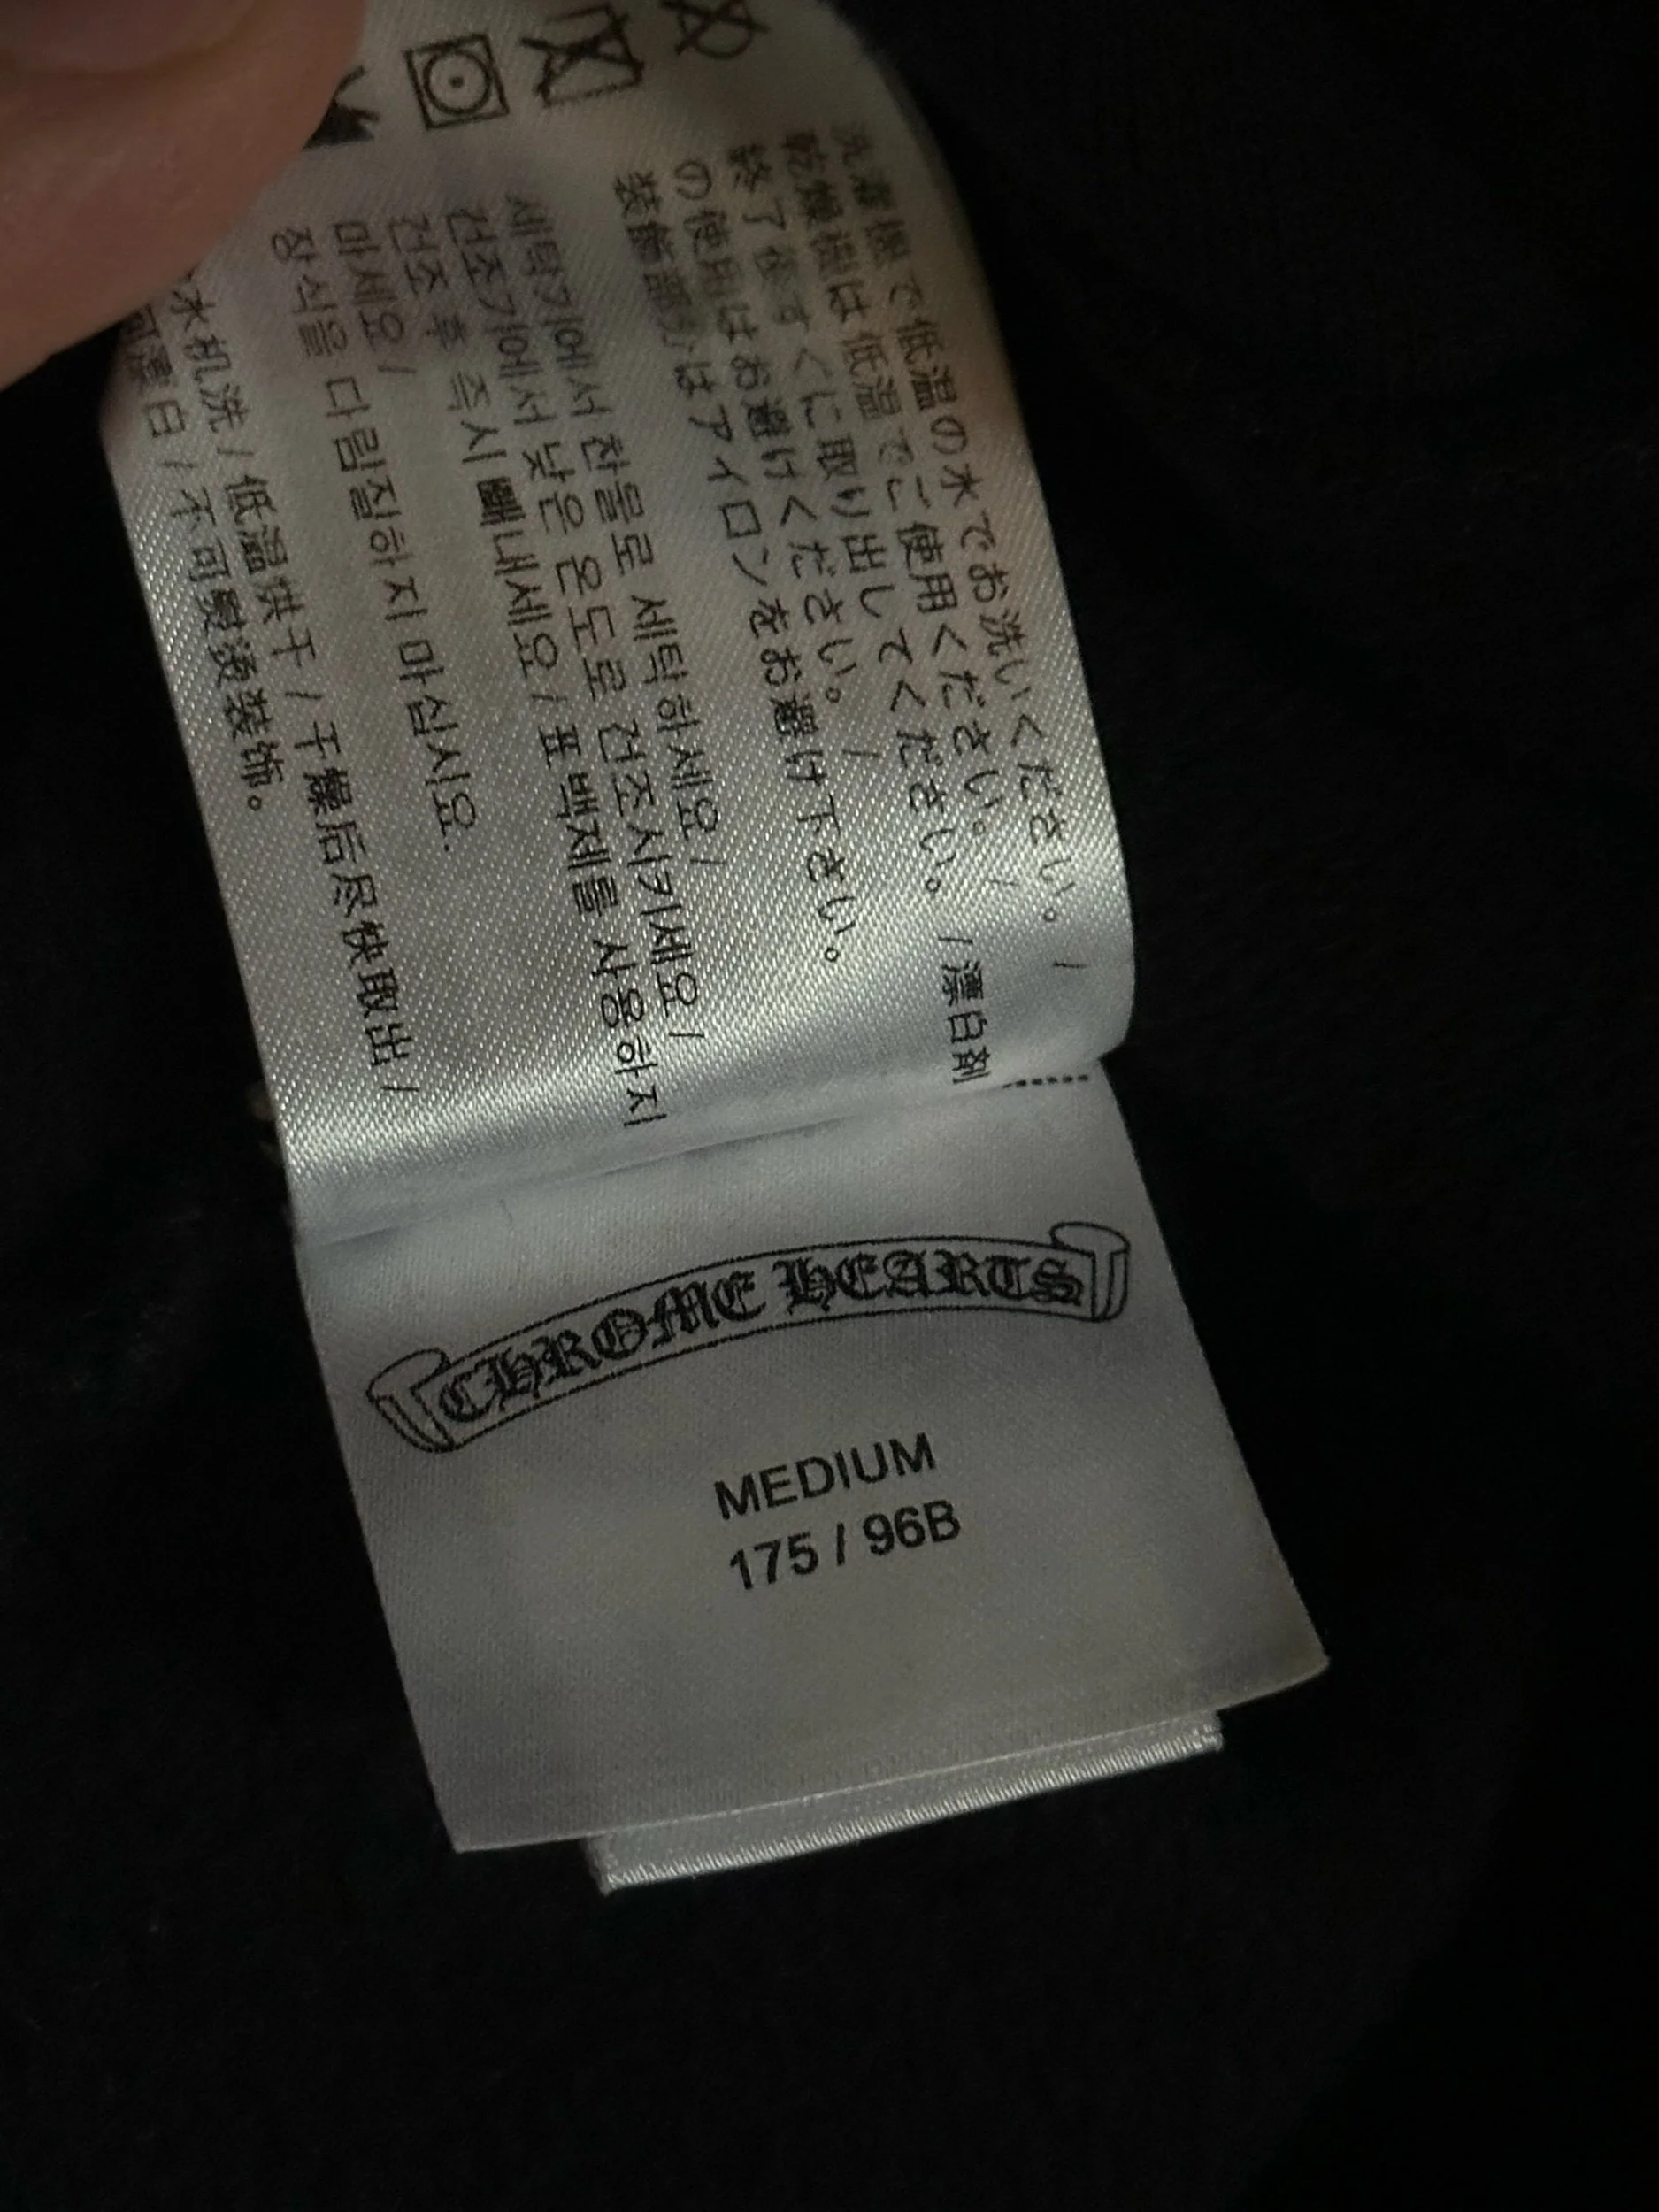 洗濯機で低温の水でお洗いください。 /
乾燥機は低温でご使用ください。 /
終了後すぐに取り出してください。 / 漂白剤
の使用はお避けください。 /
装飾部分はアイロンをお避け下さい。
세탁기에서 찬물로 세탁하세요 /
건조기에서 낮은 온도로 건조시키세요 /
건조 후 즉시 빼내세요 / 표백제를 사용하지
마세요 /
장식을 다림질하지 마십시요.
水机洗 / 低温烘干 / 干燥后尽快取出 /
可漂白 / 不可熨烫装饰。
CHROME HEARTS
MEDIUM
175 / 96B